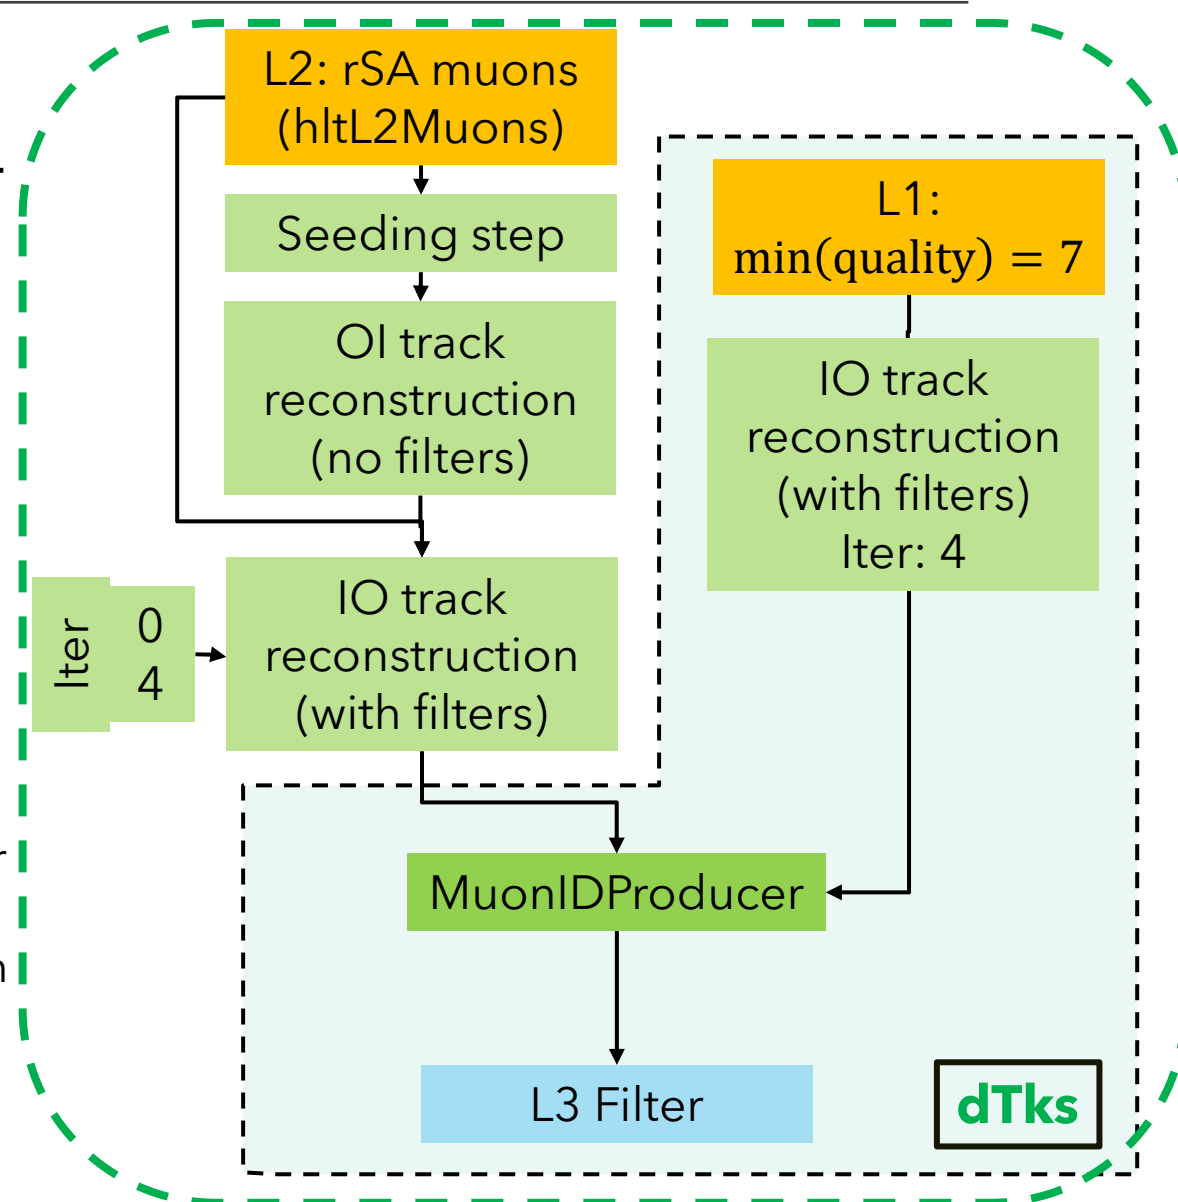 L2: rSA muons
(hltL2Muons)
Seeding step
OI track
reconstruction
(no filters)
Iter
0
4
IO track
reconstruction
(with filters)
L1:
min(quality) = 7
IO track
reconstruction
(with filters)
Iter: 4
MuonIDProducer
L3 Filter
dTks